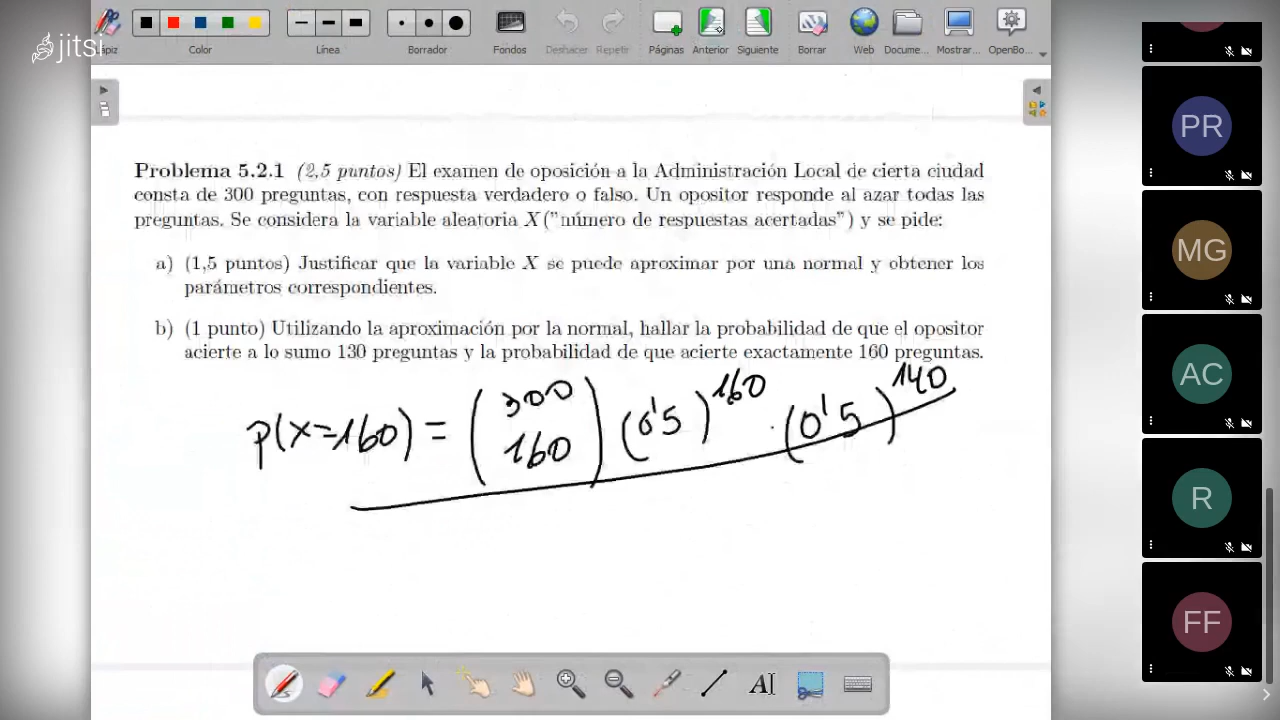 jitsi
Color
Línea
Borrador
Fondos
Deshacer
Repetir
Páginas
Anterior
Siguiente
Borrar
Web
Docume...
Mostrar...
OpenBo...
Problema 5.2.1 (2,5 puntos) El examen de oposición a la Administración Local de cierta ciudad
consta de 300 preguntas, con respuesta verdadero o falso. Un opositor responde al azar todas las
preguntas. Se considera la variable aleatoria X ("número de respuestas acertadas") y se pide:
a) (1,5 puntos) Justificar que la variable X se puede aproximar por una normal y obtener los
parámetros correspondientes.
b) (1 punto) Utilizando la aproximación por la normal, hallar la probabilidad de que el opositor
acierte a lo sumo 130 preguntas y la probabilidad de que acierte exactamente 160 preguntas.
p(X=160) = (300 160) (0'5)^160 · (0'5)^140
PR
MG
AC
R
FF